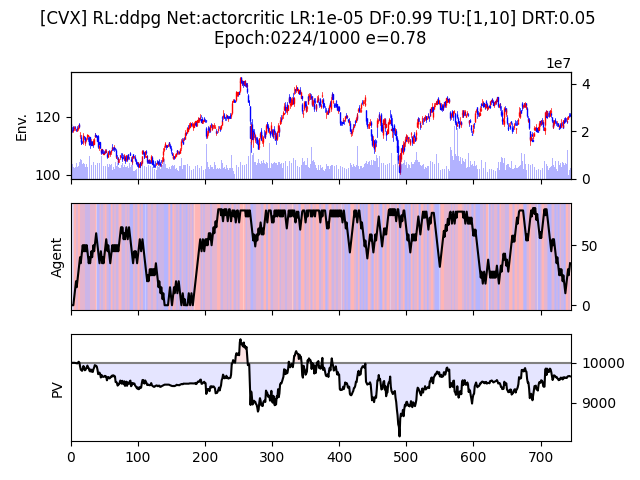 [CVX] RL:ddpg Net:actorcritic LR:1e-05 DF:0.99 TU:[1,10] DRT:0.05
Epoch:0224/1000 e=0.78
1e7
Env.
120
100
4
2
0
Agent
50
0
PV
10000
9000
0 100 200 300 400 500 600 700